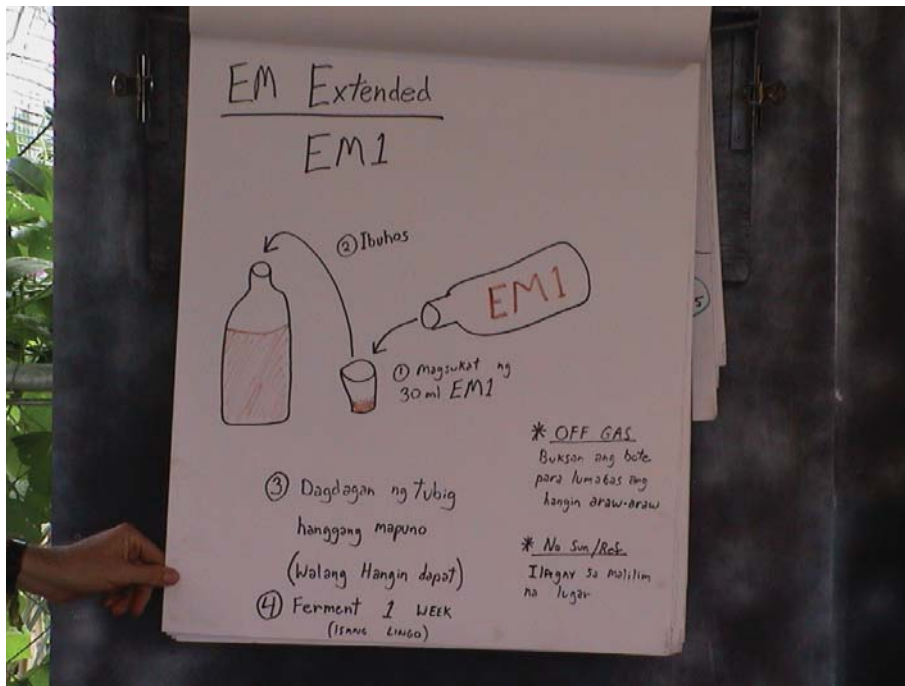 EM Extended
EM1
② Ibuhos
EM1
① Magsukat ng
30ml EM1
③ Dagdagan ng Tubig
hanggang mapuno
(Walang Hangin dapat)
④ Ferment 1 WEEK
(ISANG LINGO)
* OFF GAS
Buksan ang bote
para lumabas ang
hangin araw-araw
* No Sun/Ref.
Ilagay sa malilim
na lugar
5